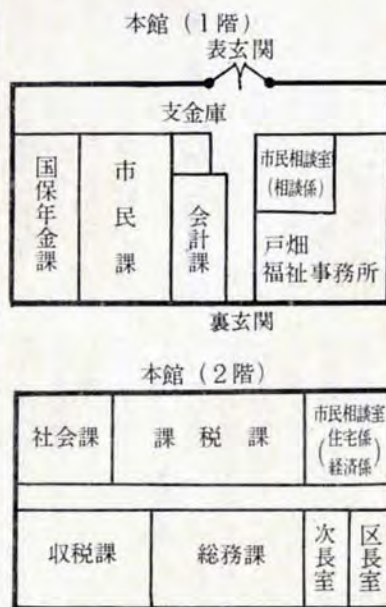 本館（1階）
表玄関
支金庫
国保年金課
市民課
会計課
市民相談室
（相談係）
戸畑
福祉事務所
裏玄関
本館（2階）
社会課
課税課
市民相談室
（住宅係
経済係）
収税課
総務課
次長室
区長室